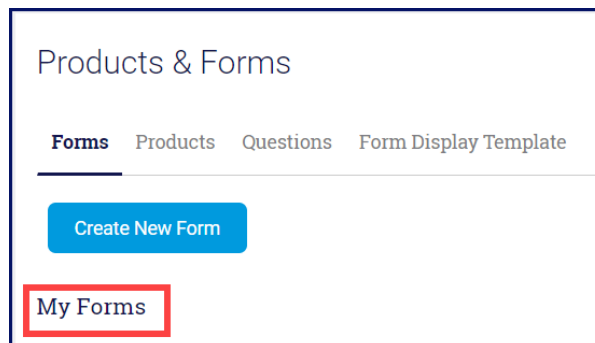 Products & Forms
Forms Products Questions Form Display Template
Create New Form
My Forms